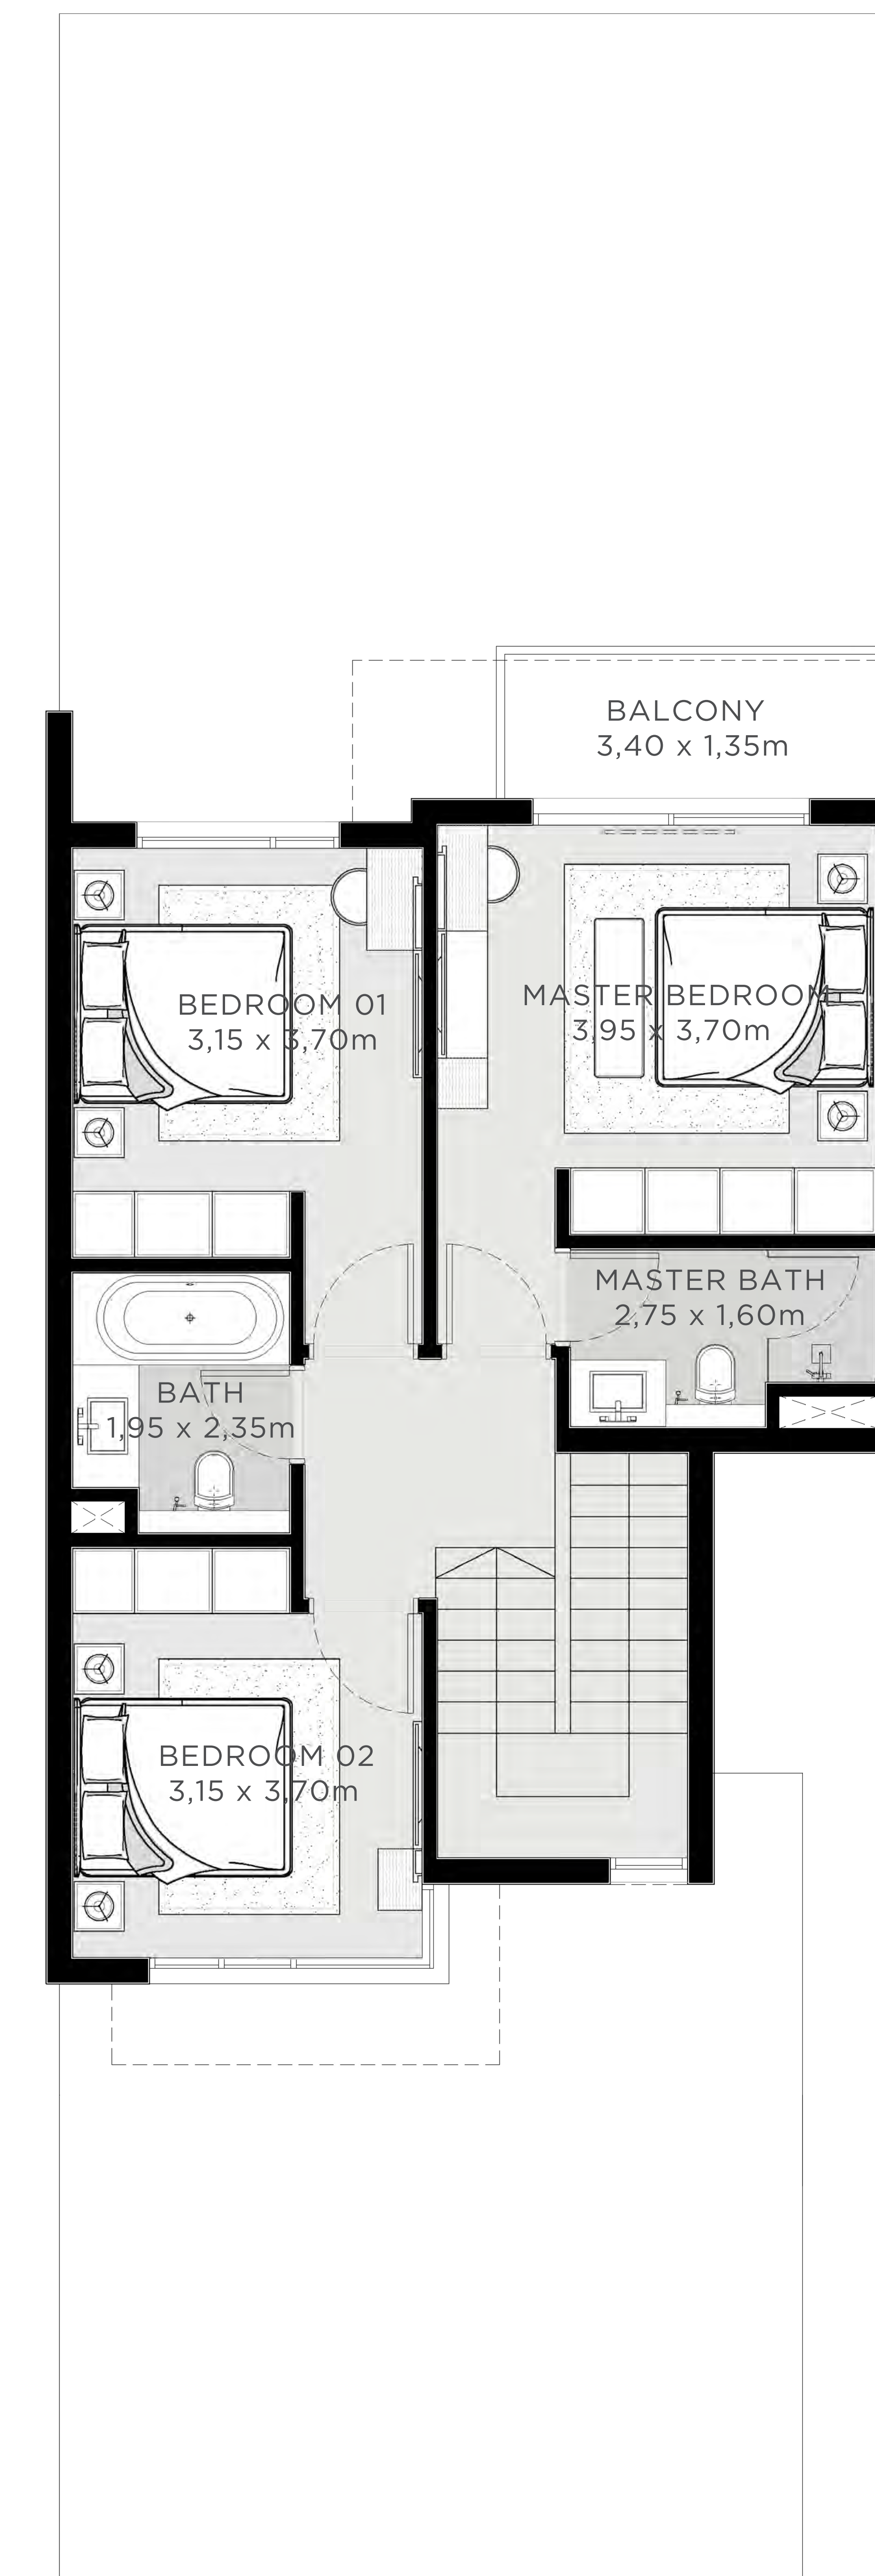 BALCONY
3,40 x 1,35m
BEDROOM 01
3,15 x 3,70m
MASTER BEDROOM
3,95 x 3,70m
MASTER BATH
2,75 x 1,60m
BATH
1,95 x 2,35m
BEDROOM 02
3,15 x 3,70m